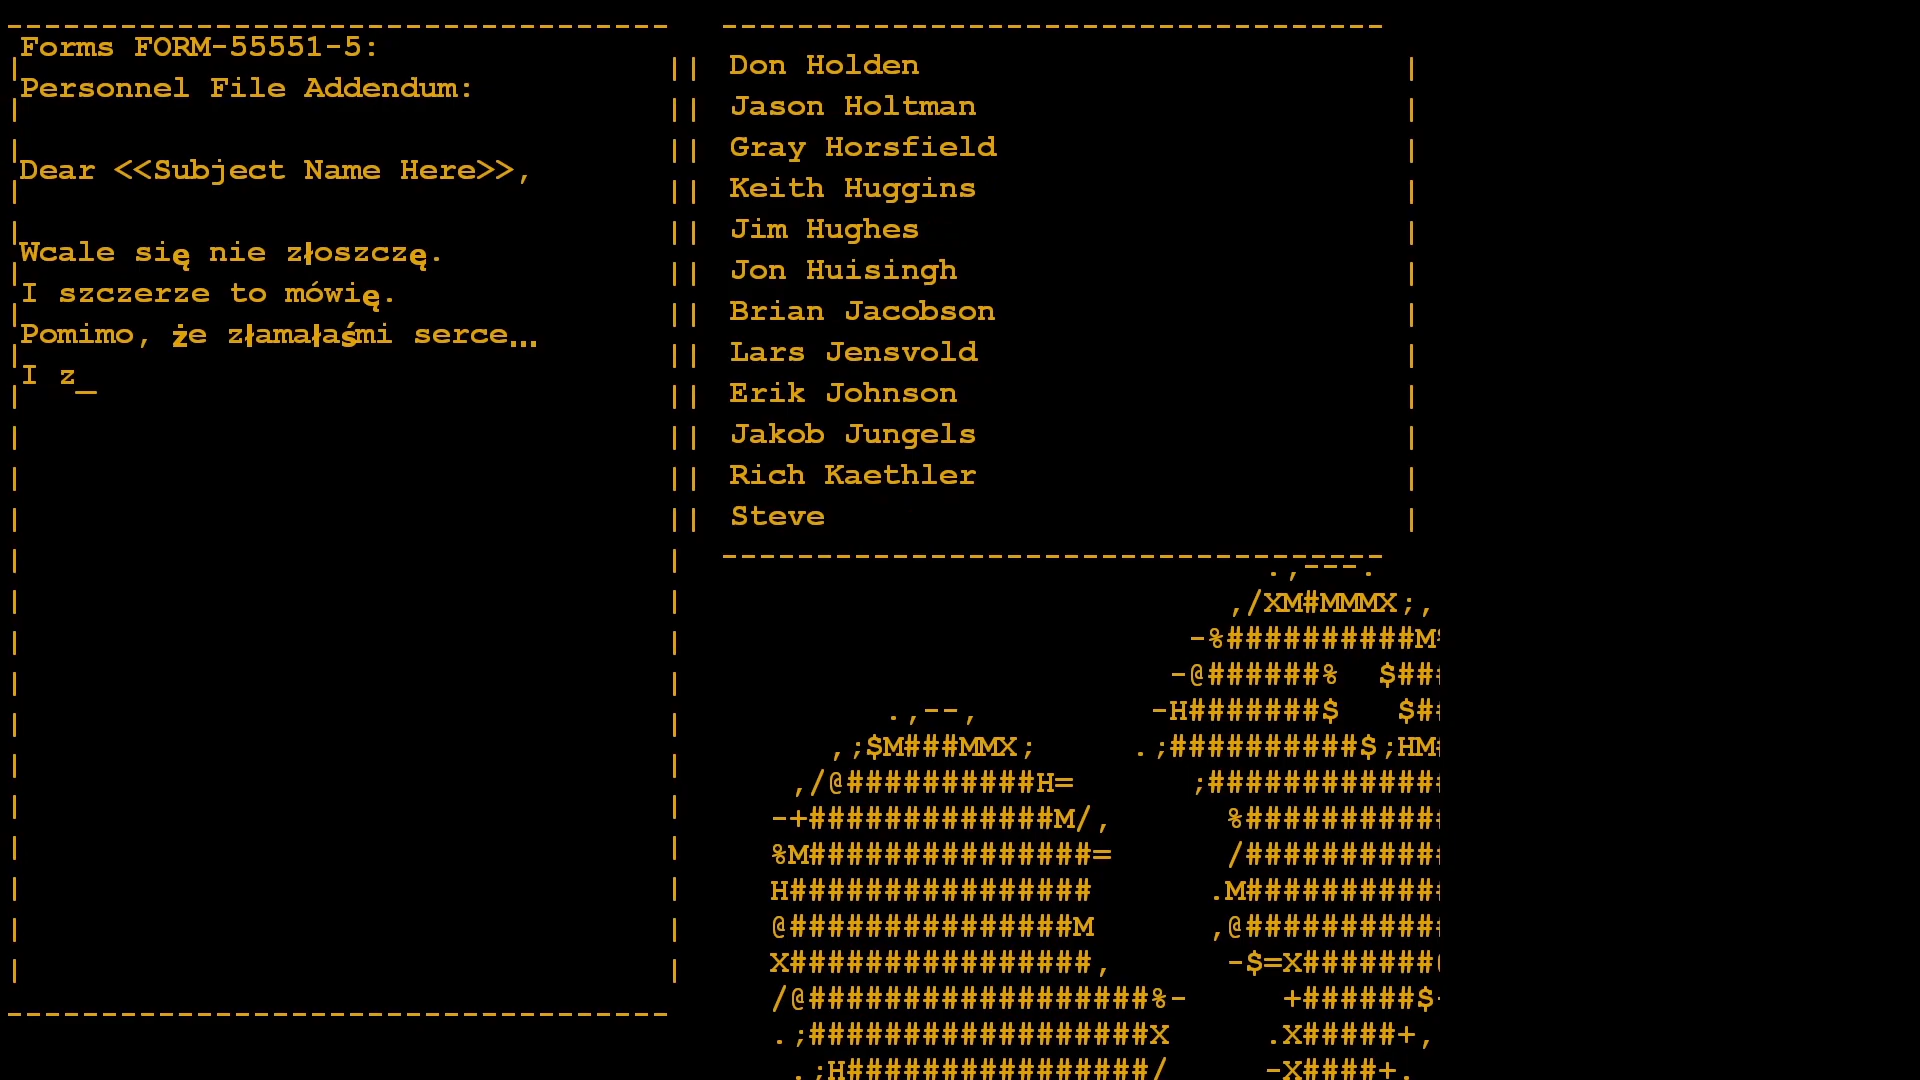 Forms FORM-55551-5:
Personnel File Addendum:
Dear <<Subject Name Here>>,
Wcale się nie złoszczę.
I szczerze to mówię.
Pomimo, że złamałaśmi serce…
I z_
Don Holden
Jason Holtman
Gray Horsfield
Keith Huggins
Jim Hughes
Jon Huisingh
Brian Jacobson
Lars Jensvold
Erik Johnson
Jakob Jungels
Rich Kaethler
Steve